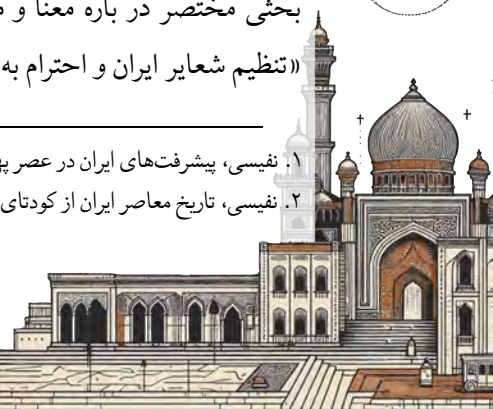 بحثی مختصر در باره معنا و
«تنظیم شعایر ایران و احترام به
۱. نفیسی، پیشرفت‌های ایران در عصر
۲. نفیسی، تاریخ معاصر ایران از کودتای